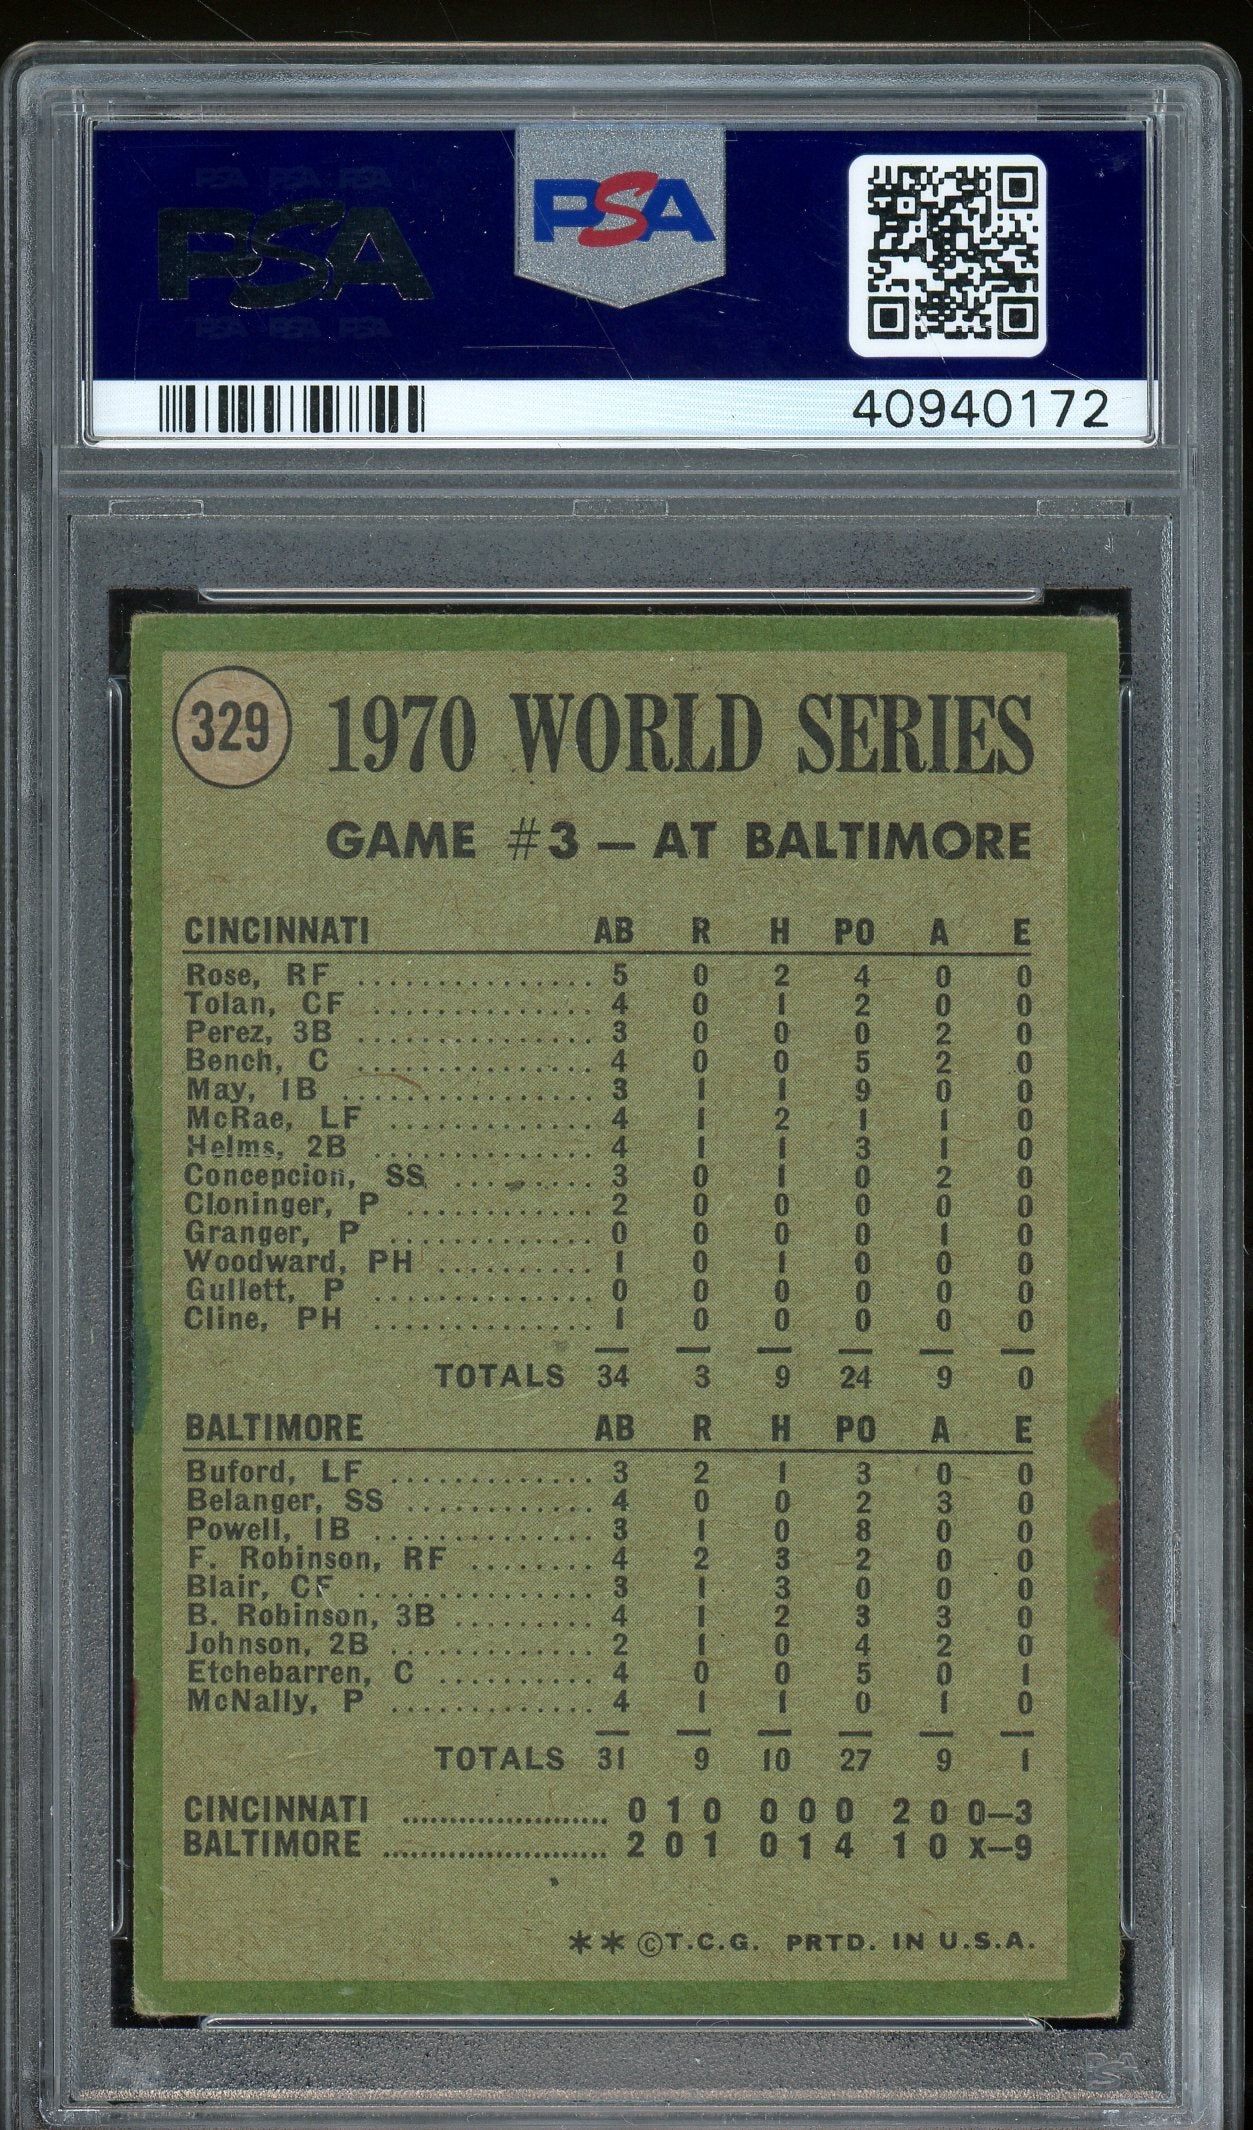 PSA PSA PSA
PSA
PSA PSA PSA
PSA
40940172
329
1970 WORLD SERIES
GAME #3 — AT BALTIMORE
CINCINNATI AB R H PO A E
Rose, RF ............... 5 0 2 4 0 0
Tolan, CF .............. 4 0 1 2 0 0
Perez, 3B ............... 3 0 0 0 2 0
Bench, C ............... 4 0 0 5 2 0
May, 1B ................ 3 1 1 9 0 0
McRae, LF ............. 4 1 2 1 1 0
Helms, 2B .............. 4 1 1 3 1 0
Concepcion, SS ......... 3 0 1 0 2 0
Cloninger, P ............ 2 0 0 0 0 0
Granger, P ............. 0 0 0 0 1 0
Woodward, PH .......... 1 0 1 0 0 0
Gullett, P .............. 0 0 0 0 0 0
Cline, PH .............. 1 0 0 0 0 0
TOTALS 34 3 9 24 9 0
BALTIMORE AB R H PO A E
Buford, LF ............. 3 2 1 3 0 0
Belanger, SS ............ 4 0 0 2 3 0
Powell, 1B .............. 3 1 0 8 0 0
F. Robinson, RF ........ 4 2 3 2 0 0
Blair, CF ............... 3 1 3 0 0 0
B. Robinson, 3B ......... 4 1 2 3 3 0
Johnson, 2B ............. 2 1 0 4 2 0
Etchebarren, C .......... 4 0 0 5 0 1
McNally, P ............. 4 1 1 0 1 0
TOTALS 31 9 10 27 9 1
CINCINNATI ....................... 0 1 0 0 0 0 2 0 0—3
BALTIMORE ......................... 2 0 1 0 1 4 1 0 X—9
**©T.C.G. PRTD. IN U.S.A.
PSA